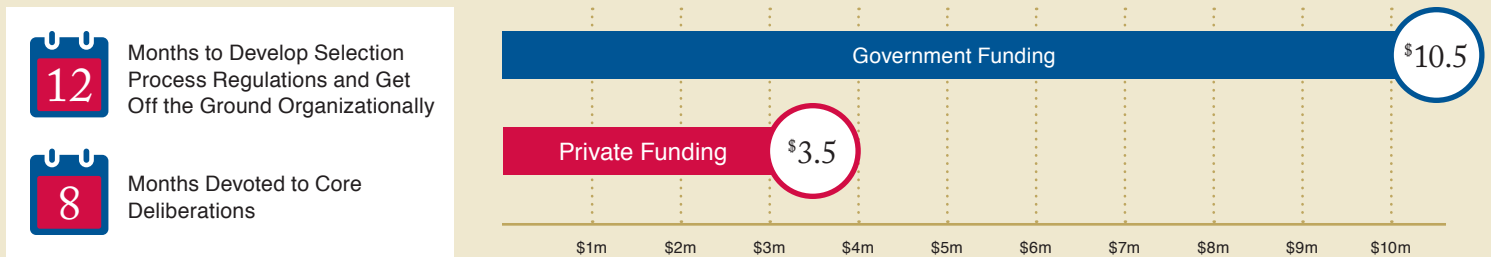 12
Months to Develop Selection
Process Regulations and Get
Off the Ground Organizationally
8
Months Devoted to Core
Deliberations
Government Funding
$10.5
Private Funding
$3.5
$1m $2m $3m $4m $5m $6m $7m $8m $9m $10m